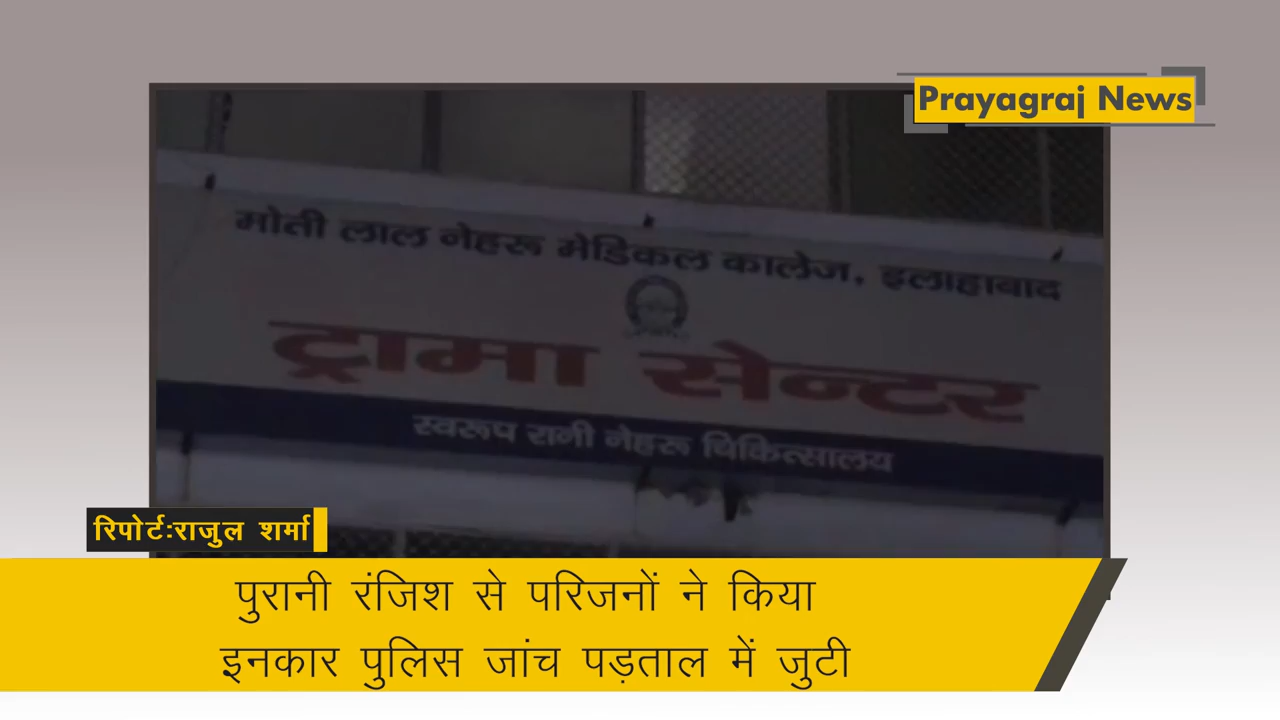 Prayagraj News
मोती लाल नेहरू मेडिकल कालेज, इलाहाबाद
ट्रामा सेन्टर
स्वरूप रानी नेहरू चिकित्सालय
रिपोर्ट:राजुल शर्मा
पुरानी रंजिश से परिजनों ने किया
इनकार पुलिस जांच पड़ताल में जुटी